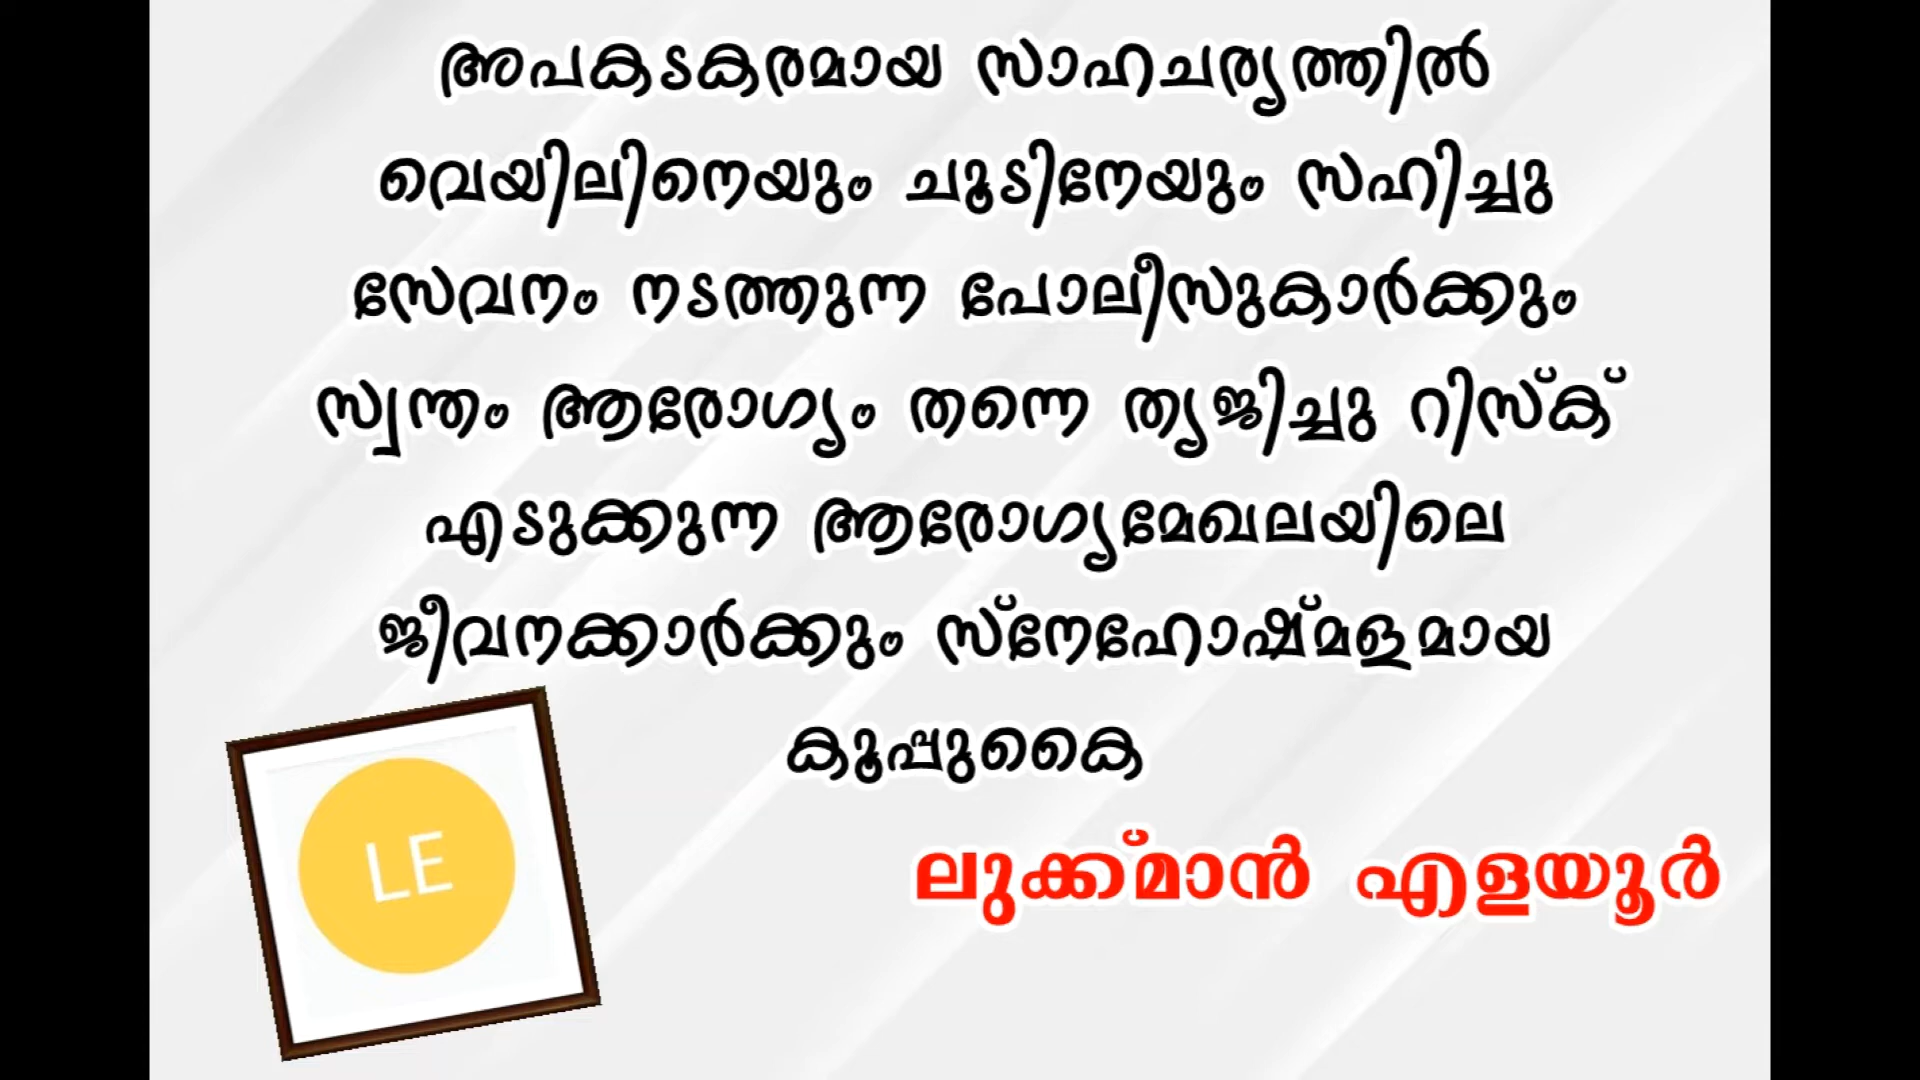 അപകടകരമായ സാഹചര്യത്തിൽ
വെയിലിനെയും ചൂടിനേയും സഹിച്ചു
സേവനം നടത്തുന്ന പോലീസുകാർക്കും
സ്വന്തം ആരോഗ്യം തന്നെ ത്യജിച്ചു റിസ്ക്
എടുക്കുന്ന ആരോഗ്യമേഖലയിലെ
ജീവനക്കാർക്കും സ്നേഹോഷ്മളമായ
കൂപ്പുകൈ
LE
ലുക്ക്മാൻ എളയൂർ